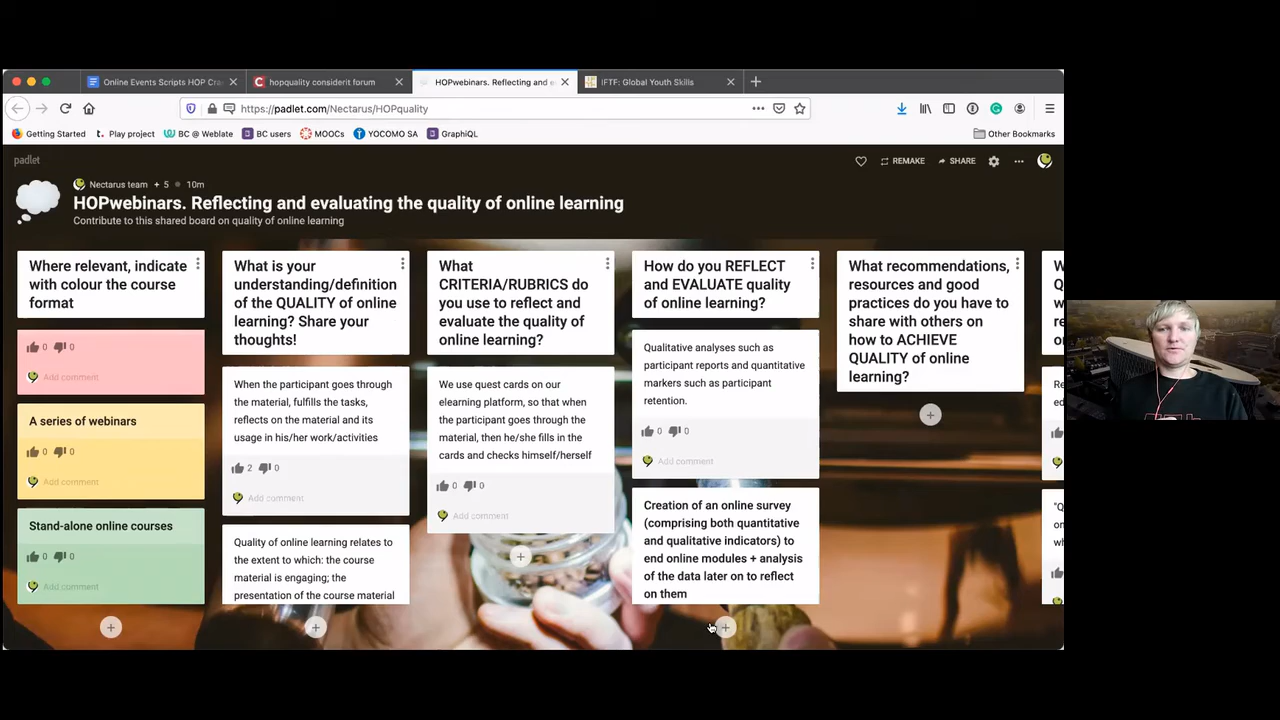 Online Events Scripts HOP Cra
hopquality considerit forum
HOPwebinars. Reflecting and e
IFTF: Global Youth Skills
https://padlet.com/Nectarus/HOPquality
Getting Started
Play project
BC @ Weblate
BC users
MOOCs
YOCOMO SA
GraphiQL
Other Bookmarks
padlet
REMAKE
SHARE
Nectarus team + 5 10m
HOPwebinars. Reflecting and evaluating the quality of online learning
Contribute to this shared board on quality of online learning
Where relevant, indicate
with colour the course
format
0 0
Add comment
A series of webinars
0 0
Add comment
Stand-alone online courses
0 0
Add comment
What is your
understanding/definition
of the QUALITY of online
learning? Share your
thoughts!
When the participant goes through
the material, fulfills the tasks,
reflects on the material and its
usage in his/her work/activities
2 0
Add comment
Quality of online learning relates to
the extent to which: the course
material is engaging; the
presentation of the course material
What
CRITERIA/RUBRICS do
you use to reflect and
evaluate the quality of
online learning?
We use quest cards on our
elearning platform, so that when
the participant goes through the
material, then he/she fills in the
cards and checks himself/herself
0 0
Add comment
How do you REFLECT
and EVALUATE quality
of online learning?
Qualitative analyses such as
participant reports and quantitative
markers such as participant
retention.
0 0
Add comment
Creation of an online survey
(comprising both quantitative
and qualitative indicators) to
end online modules + analysis
of the data later on to reflect
on them
What recommendations,
resources and good
practices do you have to
share with others on
how to ACHIEVE
QUALITY of online
learning?